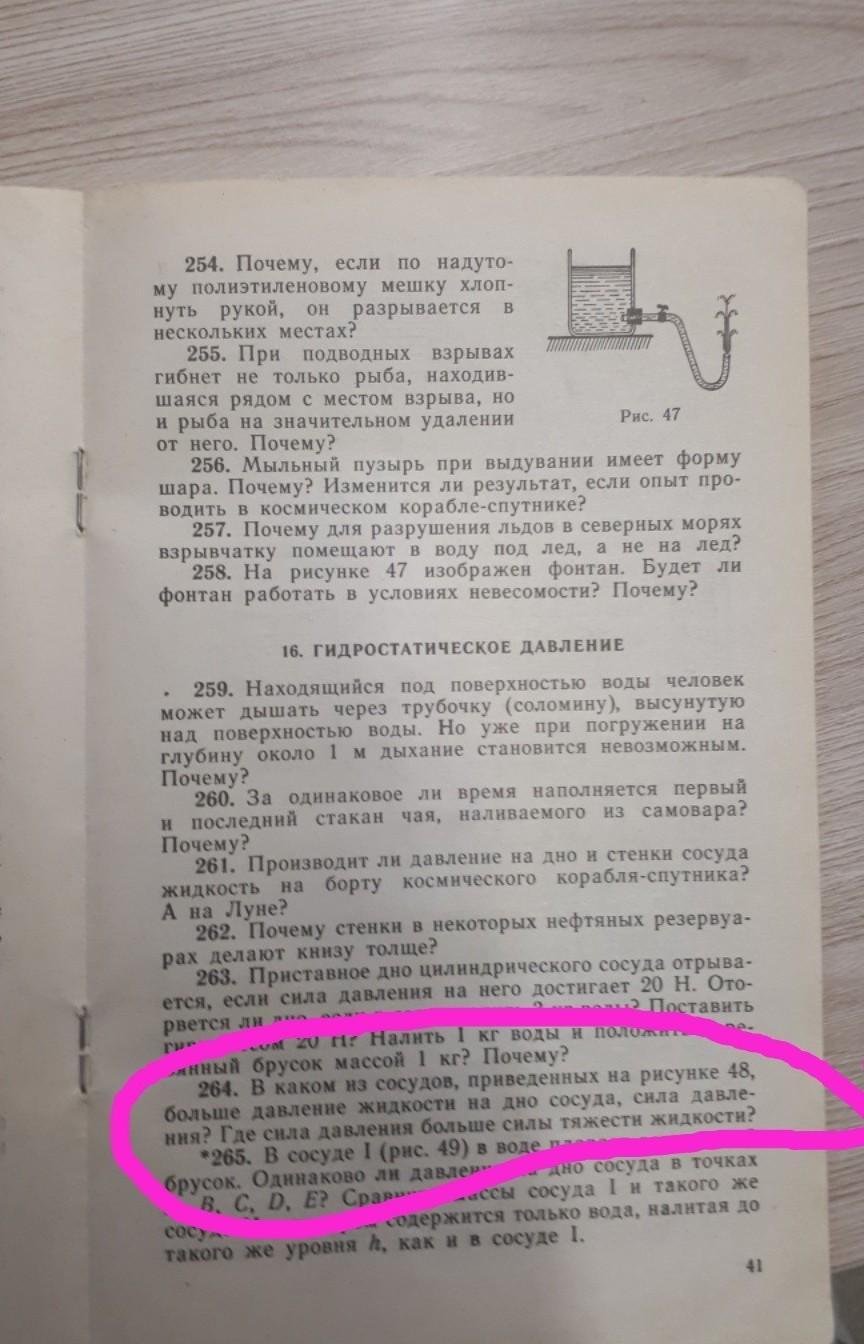 254. Почему, если по надуто-
му полиэтиленовому мешку хлоп-
нуть рукой, он разрывается в
нескольких местах?
255. При подводных взрывах
гибнет не только рыба, находив-
шаяся рядом с местом взрыва, но
и рыба на значительном удалении
от него. Почему?
Рис. 47
256. Мыльный пузырь при выдувании имеет форму
шара. Почему? Изменится ли результат, если опыт про-
водить в космическом корабле-спутнике?
257. Почему для разрушения льдов в северных морях
взрывчатку помещают в воду под лед, а не на лед?
258. На рисунке 47 изображен фонтан. Будет ли
фонтан работать в условиях невесомости? Почему?
16. ГИДРОСТАТИЧЕСКОЕ ДАВЛЕНИЕ
259. Находящийся под поверхностью воды человек
может дышать через трубочку (соломину), высунутую
над поверхностью воды. Но уже при погружении на
глубину около 1 м дыхание становится невозможным.
Почему?
260. За одинаковое ли время наполняется первый
и последний стакан чая, наливаемого из самовара?
Почему?
261. Производит ли давление на дно и стенки сосуда
жидкость на борту космического корабля-спутника?
А на Луне?
262. Почему стенки в некоторых нефтяных резервуа-
рах делают книзу толще?
263. Приставное дно цилиндрического сосуда отрыва-
ется, если сила давления на него достигает 20 Н. Ото-
рвется ли воды? Поставить
20 Н? Налить 1 кг воды и
брусок массой 1 кг? Почему?
264. В каком из сосудов, приведенных на рисунке 48,
больше давление жидкости на дно сосуда, сила давле-
ния? Где сила давления больше силы тяжести жидкости?
*265. В сосуде I (рис. 49) в воде
брусок. Одинаково ли дно сосуда в точках
B, C, D, E? сосуда I и такого же
содержится только вода, налитая до
такого же уровня h, как и в сосуде I.
41